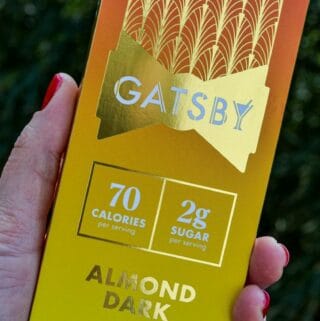 GATSBY
70
CALORIES
per serving
2g
SUGAR
per serving
ALMOND
DARK